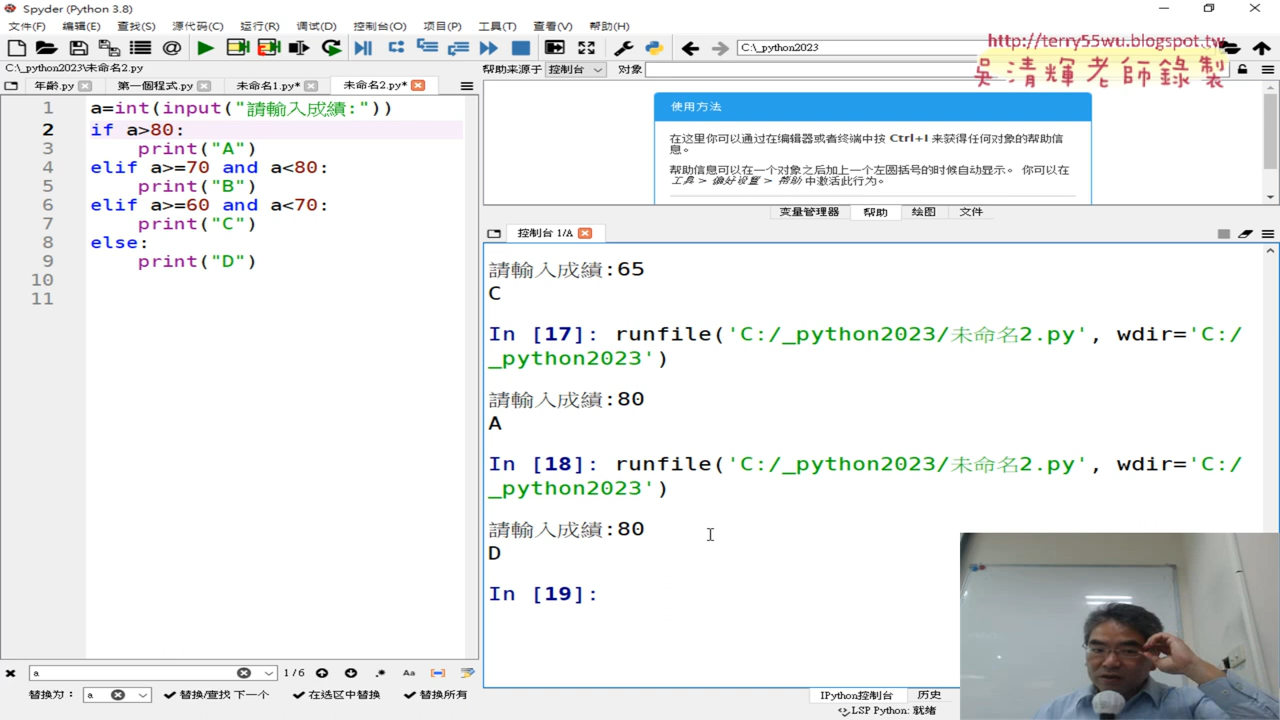 Spyder (Python 3.8)
文件(F) 编辑(E) 查找(S) 源代码(C) 运行(R) 调试(D) 控制台(O) 项目(P) 工具(T) 查看(V) 帮助(H)
C:\_python2023
http://terry55wu.blogspot.tw
吳清輝老師錄製
C:\_python2023\未命名2.py
帮助来源于 控制台 对象
年齡.py 第一個程式.py 未命名1.py* 未命名2.py*
1 a=int(input("請輸入成績:"))
2 if a>80:
3 print("A")
4 elif a>=70 and a<80:
5 print("B")
6 elif a>=60 and a<70:
7 print("C")
8 else:
9 print("D")
10
11
使用方法
在这里你可以通过在编辑器或者终端中按 Ctrl+I 来获得任何对象的帮助信
息。
帮助信息可以在一个对象之后加上一个左圆括号的时候自动显示。 你可以在
工具 > 偏好设置 > 帮助 中激活此行为。
变量管理器 帮助 绘图 文件
控制台 1/A
請輸入成績:65
C
In [17]: runfile('C:/_python2023/未命名2.py', wdir='C:/
_python2023')
請輸入成績:80
A
In [18]: runfile('C:/_python2023/未命名2.py', wdir='C:/
_python2023')
請輸入成績:80
D
In [19]:
a 1/6 .* Aa
替换为: a 替换/查找 下一个 在选区中替换 替换所有
IPython控制台 历史
LSP Python: 就绪